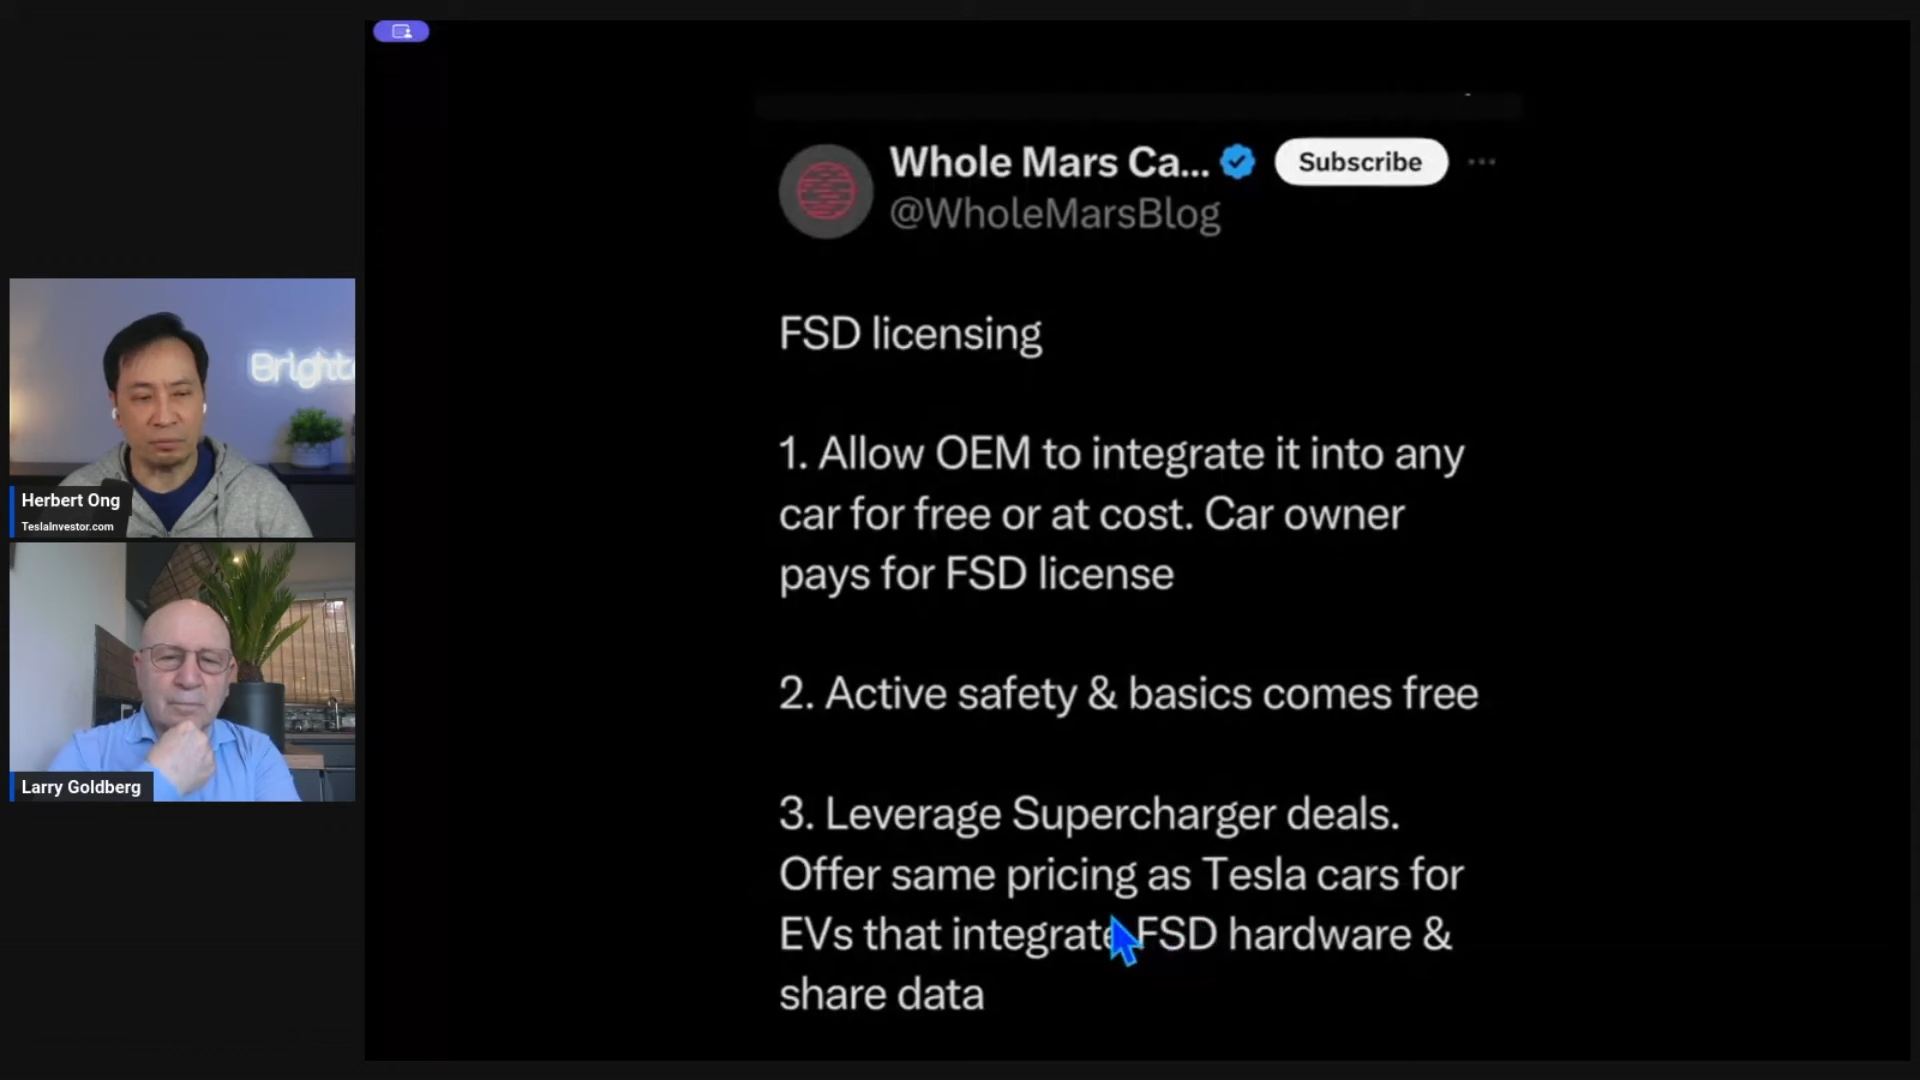 Whole Mars Ca...
Subscribe
@WholeMarsBlog
FSD licensing
1. Allow OEM to integrate it into any
car for free or at cost. Car owner
pays for FSD license
2. Active safety & basics comes free
3. Leverage Supercharger deals.
Offer same pricing as Tesla cars for
EVs that integrate FSD hardware &
share data
Brighte
Herbert Ong
TeslaInvestor.com
Larry Goldberg